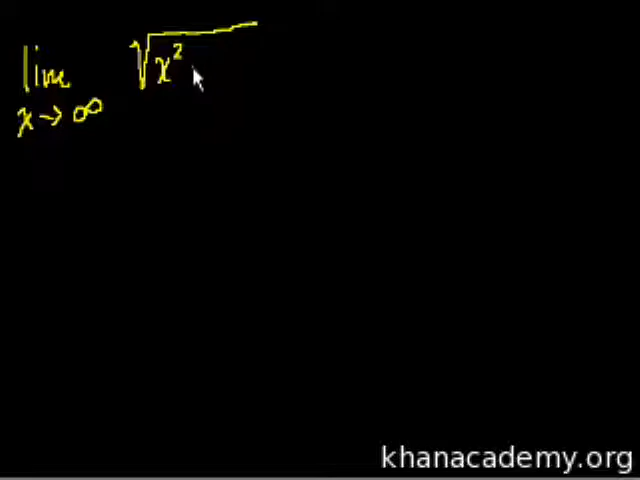 lim √x²
x → ∞
khanacademy.org